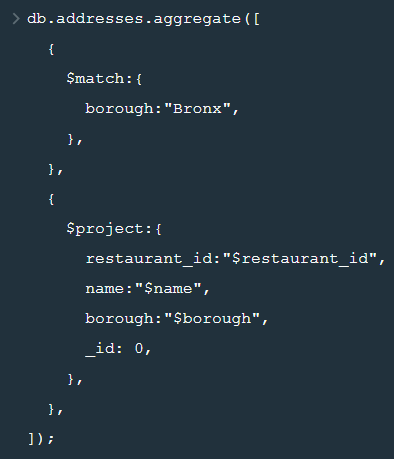 > db.addresses.aggregate([
{
$match:{
borough:"Bronx",
},
},
{
$project:{
restaurant_id:"$restaurant_id",
name:"$name",
borough:"$borough",
_id: 0,
},
},
]);